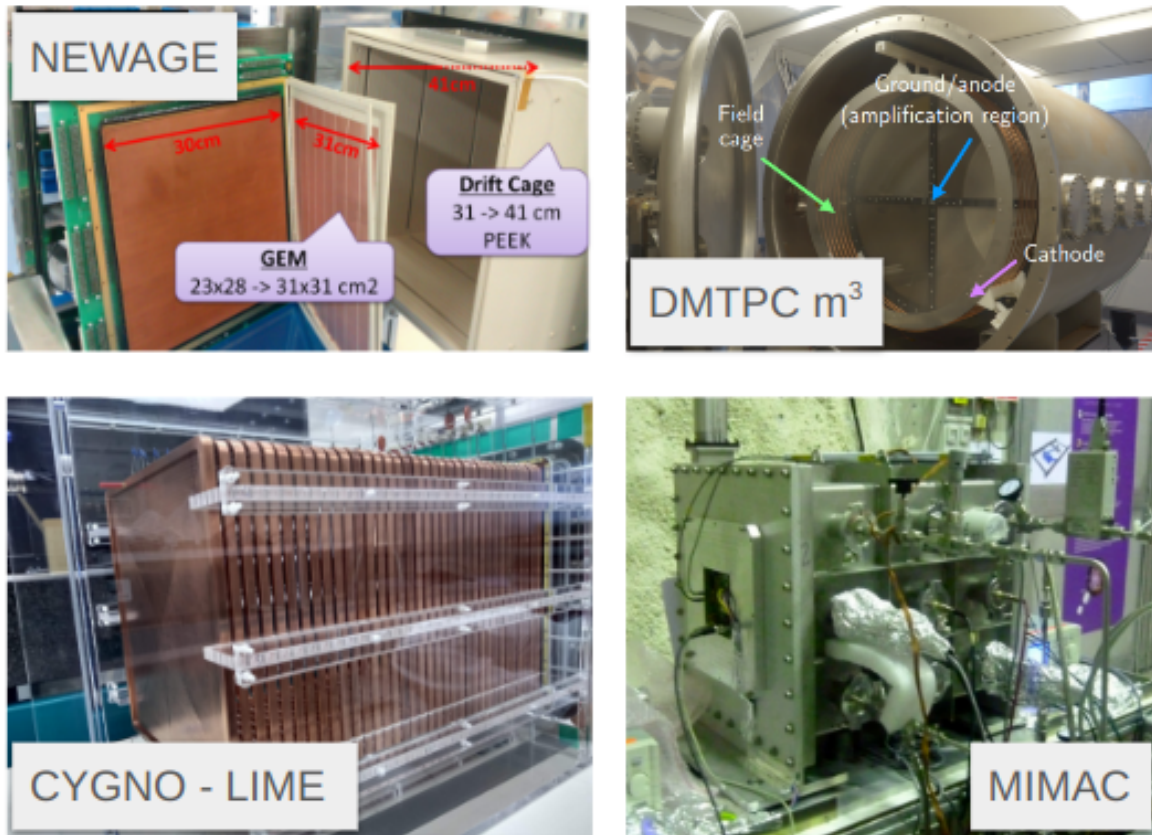 NEWAGE
41cm
30cm
31cm
Drift Cage
31 -> 41 cm
PEEK
GEM
23x28 -> 31x31 cm2
Ground/anode
(amplification region)
Field
cage
Cathode
DMTPC m³
CYGNO - LIME
2
MIMAC